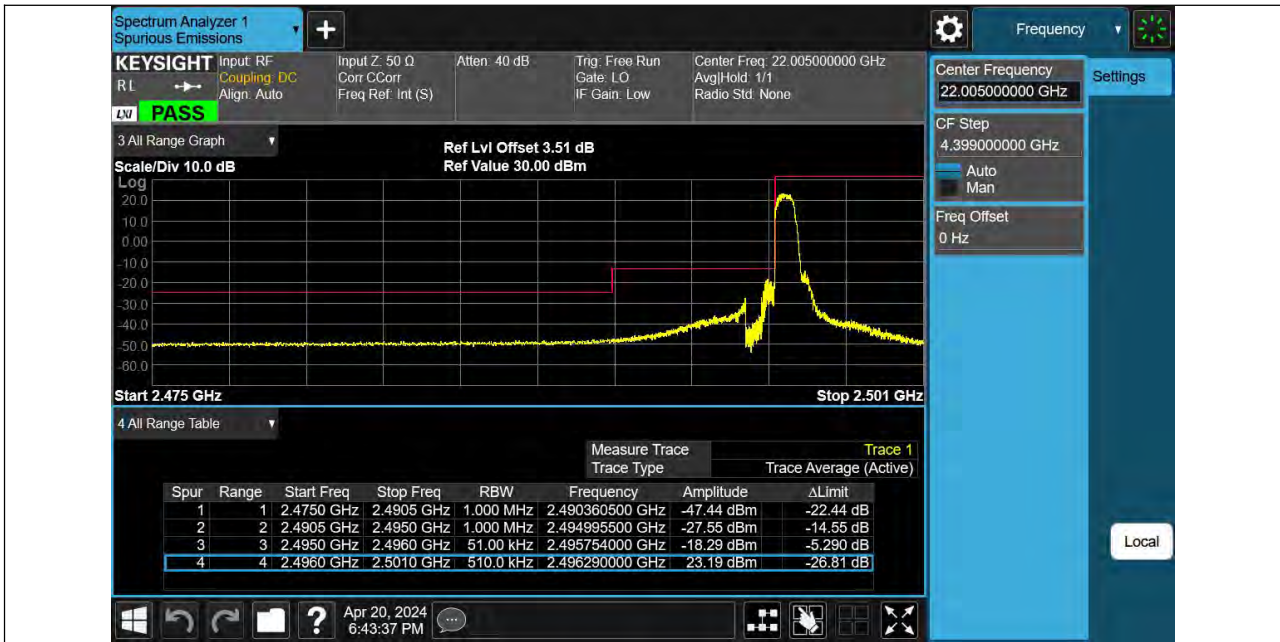 Spectrum Analyzer 1
Spurious Emissions
Frequency
KEYSIGHT
RL
LXI PASS
Input: RF
Coupling: DC
Align: Auto
Input Z: 50 Ω
Corr CCorr
Freq Ref: Int (S)
Atten: 40 dB
Trig: Free Run
Gate: LO
IF Gain: Low
Center Freq: 22.005000000 GHz
Avg|Hold: 1/1
Radio Std: None
Center Frequency
22.005000000 GHz
Settings
CF Step
4.399000000 GHz
Auto
Man
Freq Offset
0 Hz
3 All Range Graph
Scale/Div 10.0 dB
Ref Lvl Offset 3.51 dB
Ref Value 30.00 dBm
Log
20.0
10.0
0.00
-10.0
-20.0
-30.0
-40.0
-50.0
-60.0
Start 2.475 GHz Stop 2.501 GHz
4 All Range Table
Measure Trace Trace 1
Trace Type Trace Average (Active)
Spur Range Start Freq Stop Freq RBW Frequency Amplitude ΔLimit
1 1 2.4750 GHz 2.4905 GHz 1.000 MHz 2.490360500 GHz -47.44 dBm -22.44 dB
2 2 2.4905 GHz 2.4950 GHz 1.000 MHz 2.494995500 GHz -27.55 dBm -14.55 dB
3 3 2.4950 GHz 2.4960 GHz 51.00 kHz 2.495754000 GHz -18.29 dBm -5.290 dB
4 4 2.4960 GHz 2.5010 GHz 510.0 kHz 2.496290000 GHz 23.19 dBm -26.81 dB
Local
Apr 20, 2024
6:43:37 PM